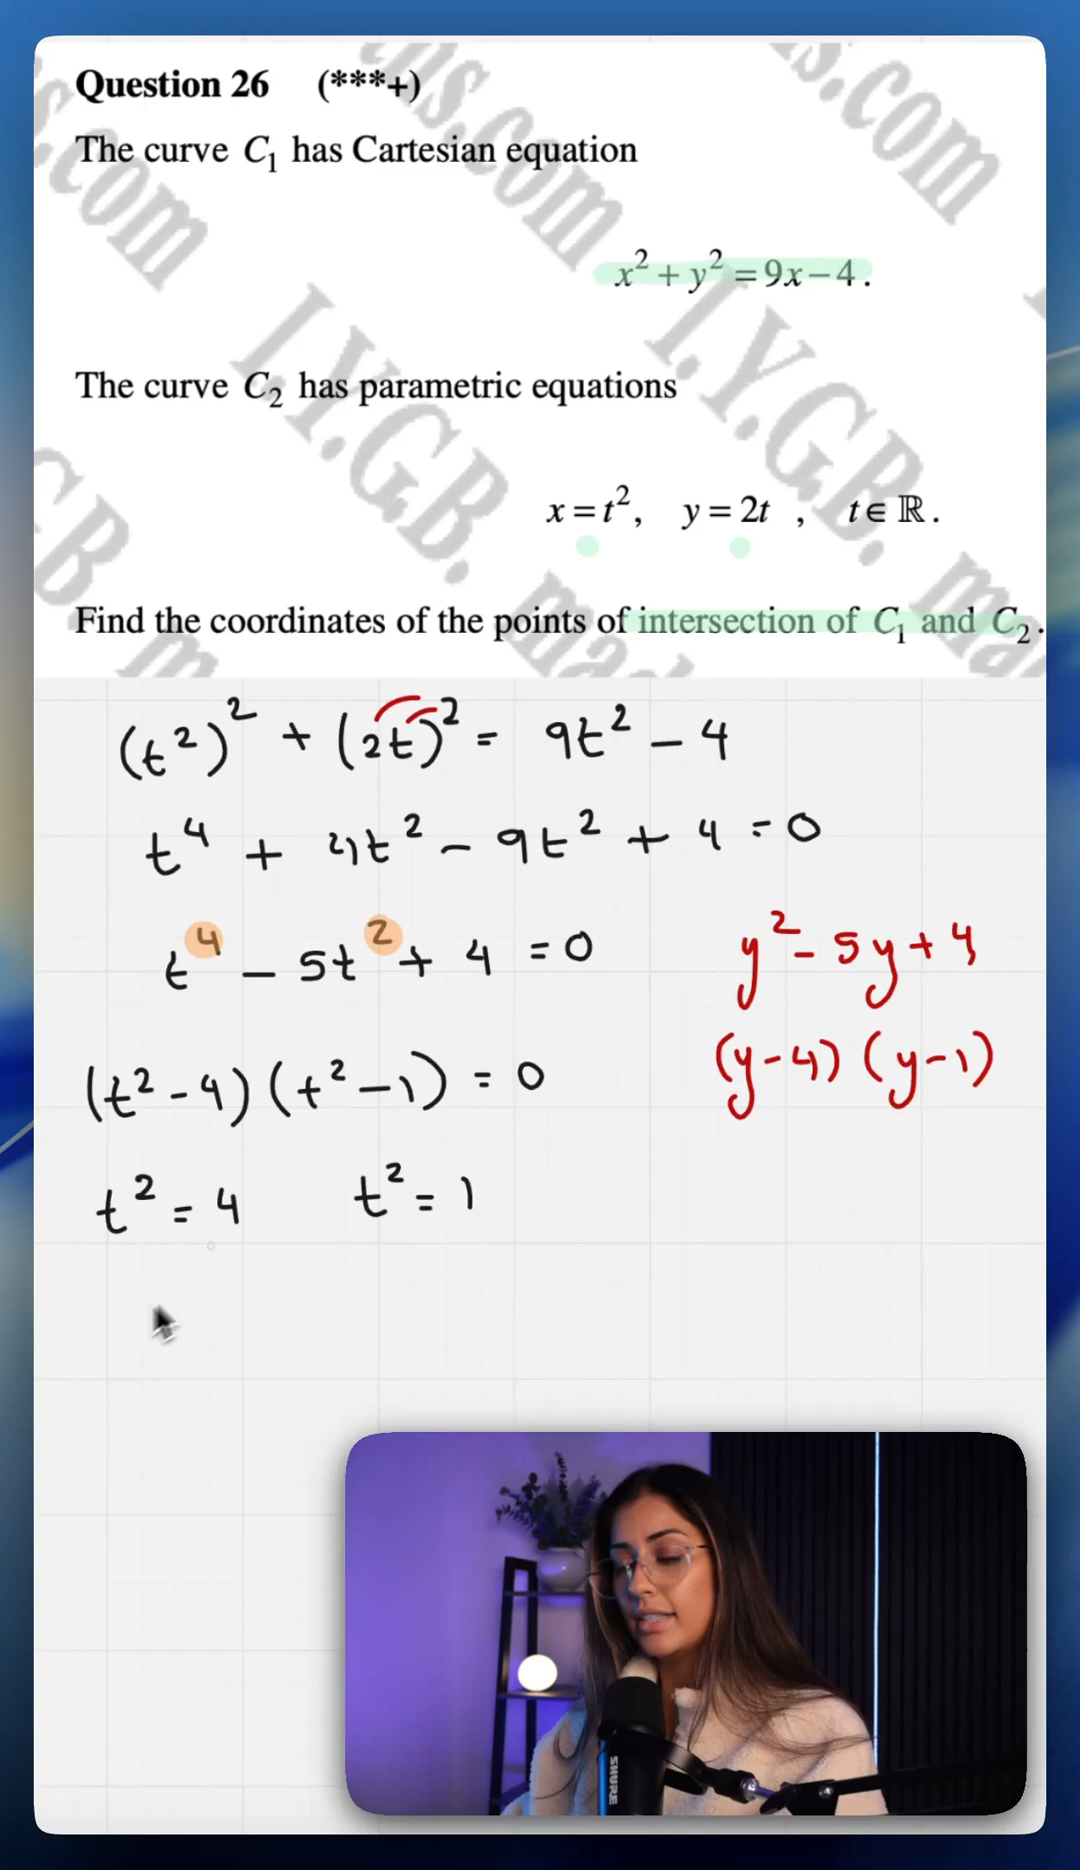 Question 26 (***+)
The curve C₁ has Cartesian equation
x² + y² = 9x − 4.
The curve C₂ has parametric equations
x = t², y = 2t , t ∈ ℝ.
Find the coordinates of the points of intersection of C₁ and C₂.
(t²)² + (2t)² = 9t² − 4
t⁴ + 4t² − 9t² + 4 = 0
t⁴ − 5t² + 4 = 0
y² − 5y + 4
(t² − 4)(t² − 1) = 0
(y − 4)(y − 1)
t² = 4 t² = 1
SHURE